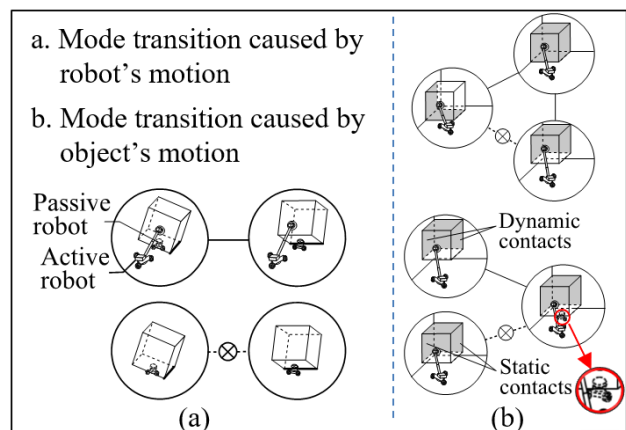 a. Mode transition caused by
robot's motion
b. Mode transition caused by
object's motion
Passive
robot
Active
robot
(a)
Dynamic
contacts
Static
contacts
(b)